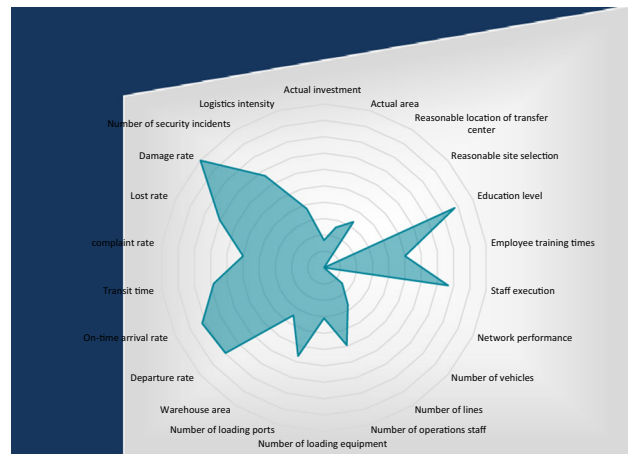 Actual investment
Actual area
Reasonable location of transfer
center
Reasonable site selection
Education level
Employee training times
Staff execution
Network performance
Number of vehicles
Number of lines
Number of operations staff
Number of loading equipment
Number of loading ports
Warehouse area
Departure rate
On-time arrival rate
Transit time
complaint rate
Lost rate
Damage rate
Number of security incidents
Logistics intensity